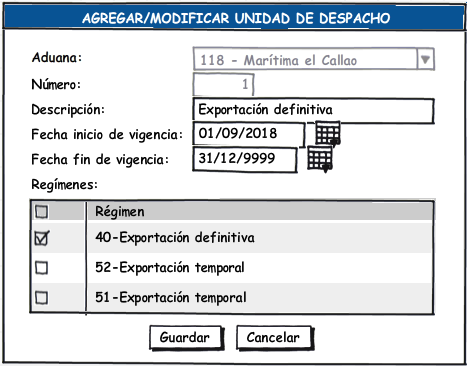 AGREGAR/MODIFICAR UNIDAD DE DESPACHO
Aduana: 118 - Marítima el Callao
Número: 1
Descripción: Exportación definitiva
Fecha inicio de vigencia: 01/09/2018
Fecha fin de vigencia: 31/12/9999
Regímenes:
Régimen
40-Exportación definitiva
52-Exportación temporal
51-Exportación temporal
Guardar Cancelar